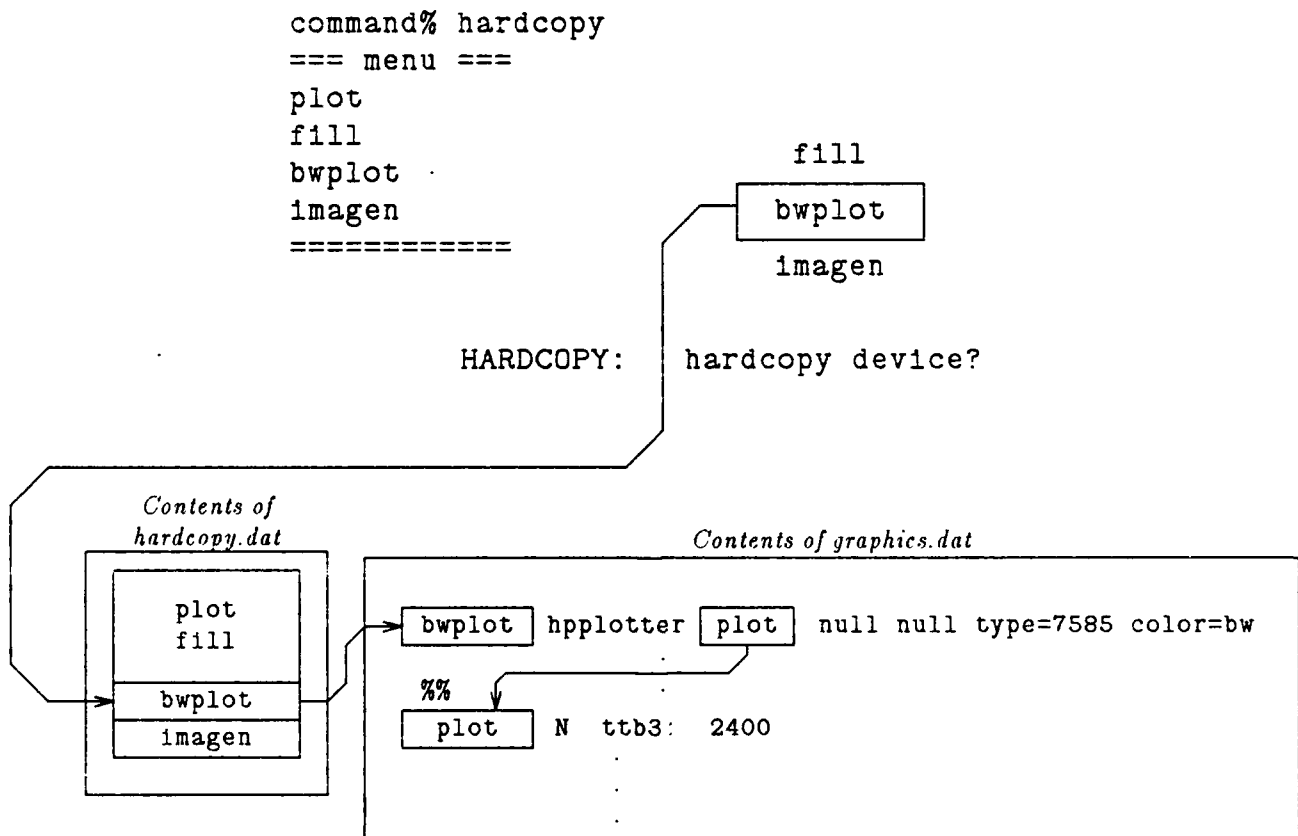 command% hardcopy
=== menu ===
plot
fill
bwplot
imagen
============
fill
bwplot
imagen
HARDCOPY: hardcopy device?
Contents of
hardcopy.dat
plot
fill
bwplot
imagen
Contents of graphics.dat
bwplot hpplotter plot null null type=7585 color=bw
%%
plot N ttb3: 2400